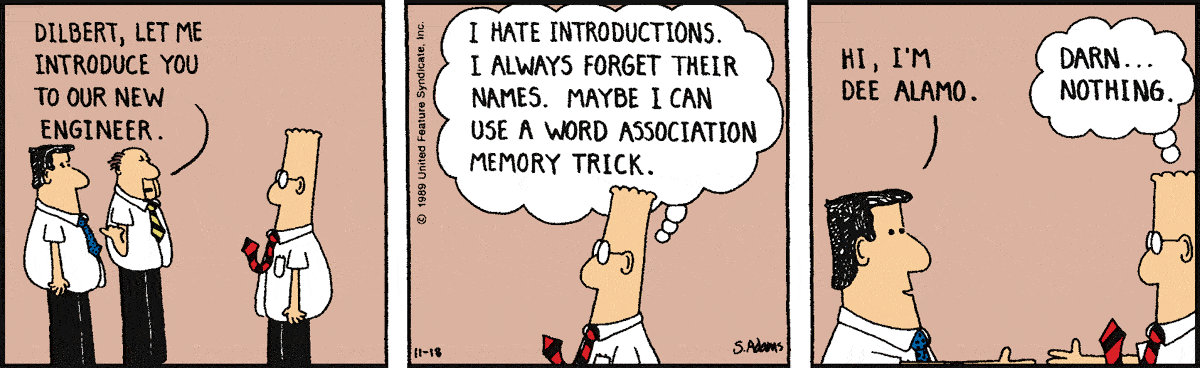 DILBERT, LET ME
INTRODUCE YOU
TO OUR NEW
ENGINEER.
I HATE INTRODUCTIONS.
I ALWAYS FORGET THEIR
NAMES. MAYBE I CAN
USE A WORD ASSOCIATION
MEMORY TRICK.
© 1989 United Feature Syndicate, Inc.
11-18
S.Adams
HI, I'M
DEE ALAMO.
DARN...
NOTHING.